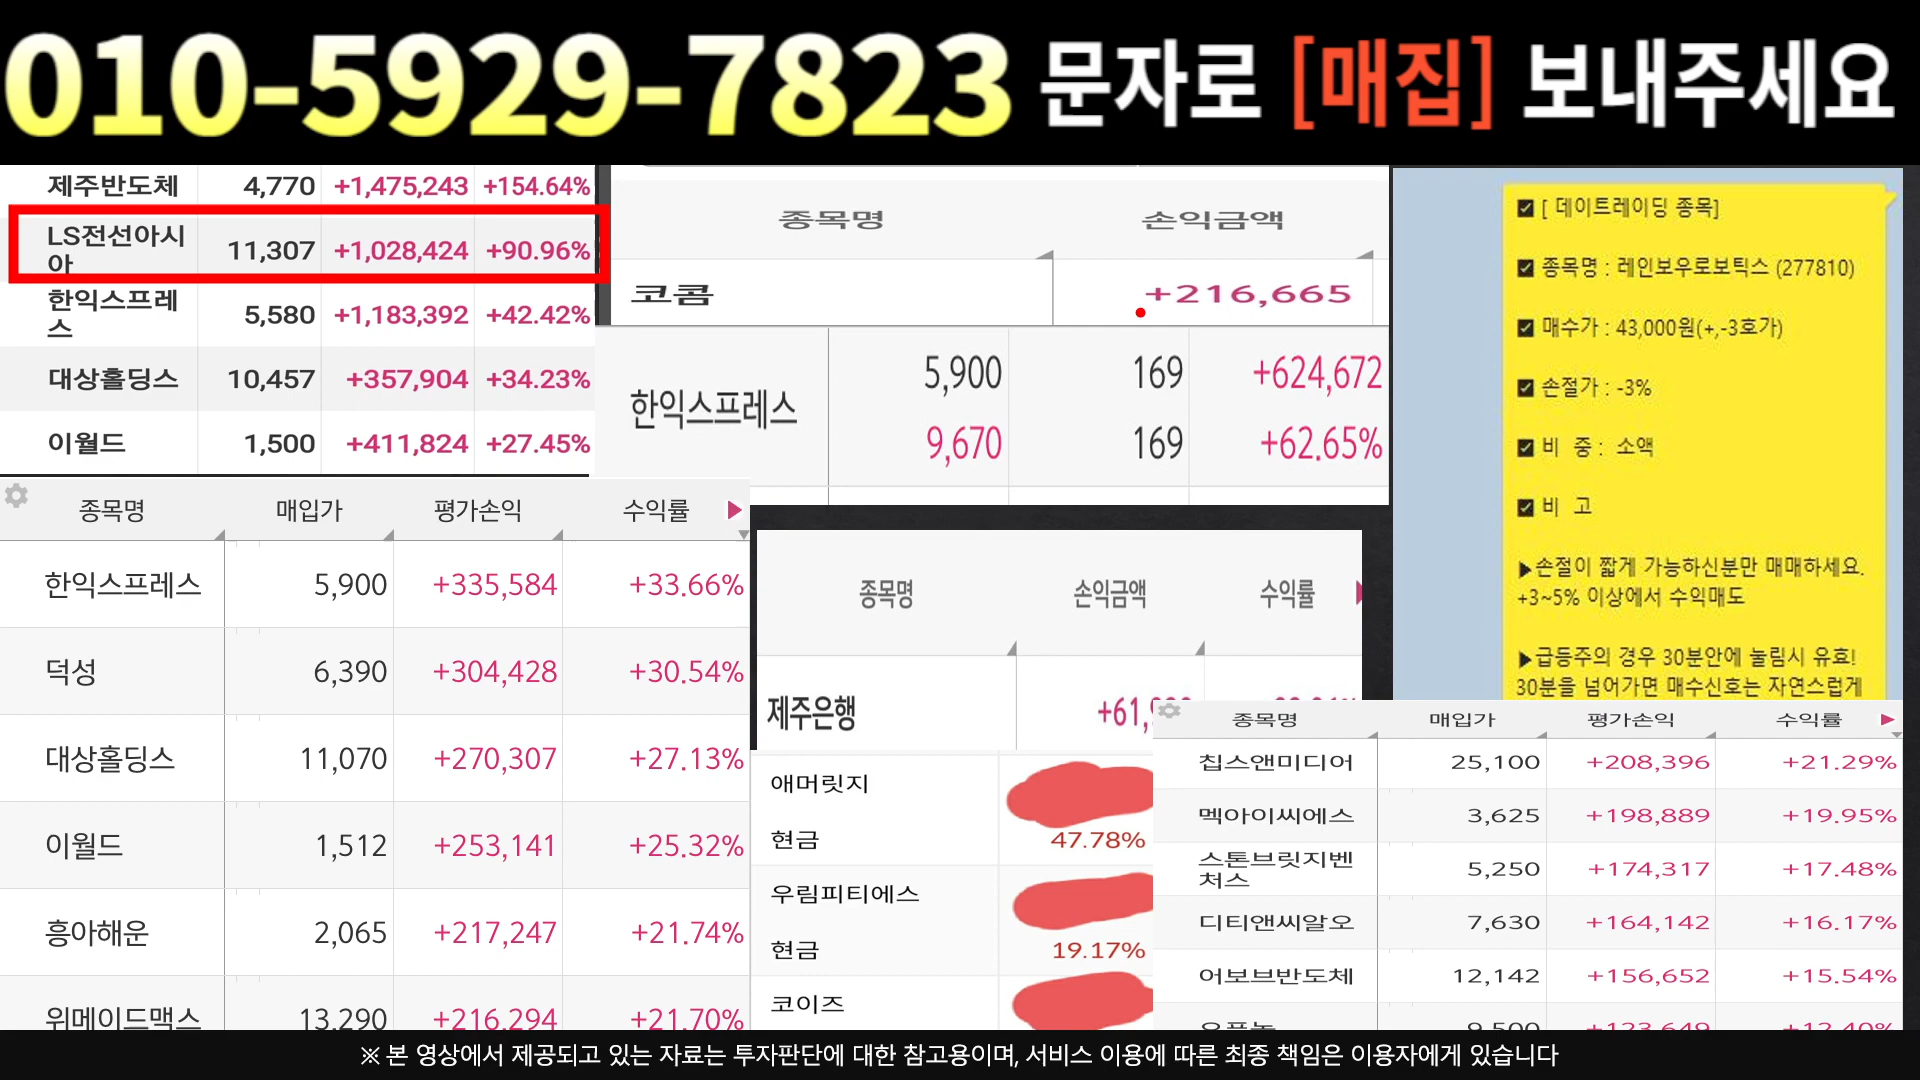 010-5929-7823 문자로 [매집] 보내주세요
제주반도체 4,770 +1,475,243 +154.64%
LS전선아시
아 11,307 +1,028,424 +90.96%
한익스프레
스 5,580 +1,183,392 +42.42%
대상홀딩스 10,457 +357,904 +34.23%
이월드 1,500 +411,824 +27.45%
종목명 손익금액
코콤 +216,665
한익스프레스
5,900 169 +624,672
9,670 169 +62.65%
☑ [ 데이트레이딩 종목]
☑ 종목명 : 레인보우로보틱스 (277810)
☑ 매수가 : 43,000원(+,-3호가)
☑ 손절가 : -3%
☑ 비 중 : 소액
☑ 비 고
▶손절이 짧게 가능하신분만 매매하세요.
+3~5% 이상에서 수익매도
▶급등주의 경우 30분안에 눌림시 유효!
30분을 넘어가면 매수신호는 자연스럽게
종목명 매입가 평가손익 수익률
한익스프레스 5,900 +335,584 +33.66%
덕성 6,390 +304,428 +30.54%
대상홀딩스 11,070 +270,307 +27.13%
이월드 1,512 +253,141 +25.32%
흥아해운 2,065 +217,247 +21.74%
위메이드맥스 13,290 +216,294 +21.70%
종목명 손익금액 수익률
제주은행
애머릿지
현금 47.78%
우림피티에스
현금 19.17%
코이즈
종목명 매입가 평가손익 수익률
칩스앤미디어 25,100 +208,396 +21.29%
멕아이씨에스 3,625 +198,889 +19.95%
스톤브릿지벤
처스 5,250 +174,317 +17.48%
디티앤씨알오 7,630 +164,142 +16.17%
어보브반도체 12,142 +156,652 +15.54%
※ 본 영상에서 제공되고 있는 자료는 투자판단에 대한 참고용이며, 서비스 이용에 따른 최종 책임은 이용자에게 있습니다